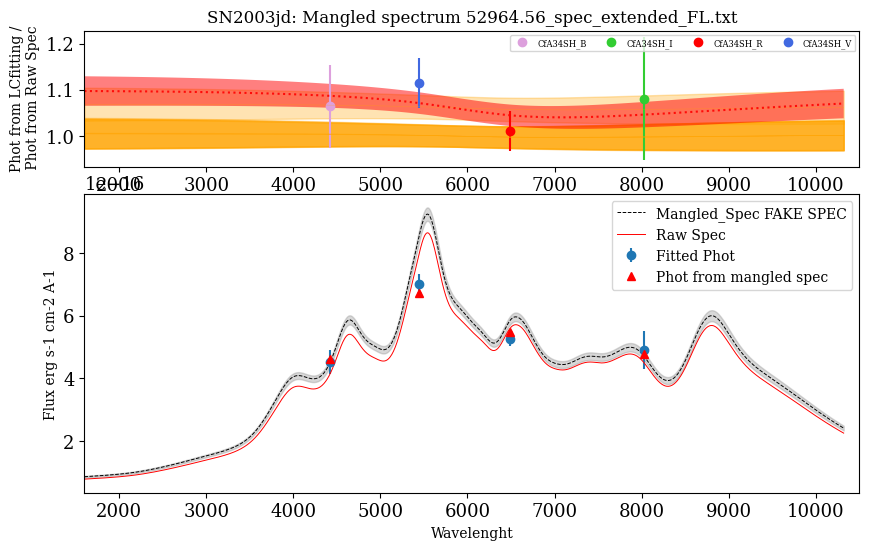 SN2003jd: Mangled spectrum 52964.56_spec_extended_FL.txt
Phot from LCfitting /
Phot from Raw Spec
1.2
1.1
1.0
CfA34SH_B
CfA34SH_I
CfA34SH_R
CfA34SH_V
2000 3000 4000 5000 6000 7000 8000 9000 10000
1e−16
Flux erg s-1 cm-2 A-1
8
6
4
2
Mangled_Spec FAKE SPEC
Raw Spec
Fitted Phot
Phot from mangled spec
2000 3000 4000 5000 6000 7000 8000 9000 10000
Wavelenght